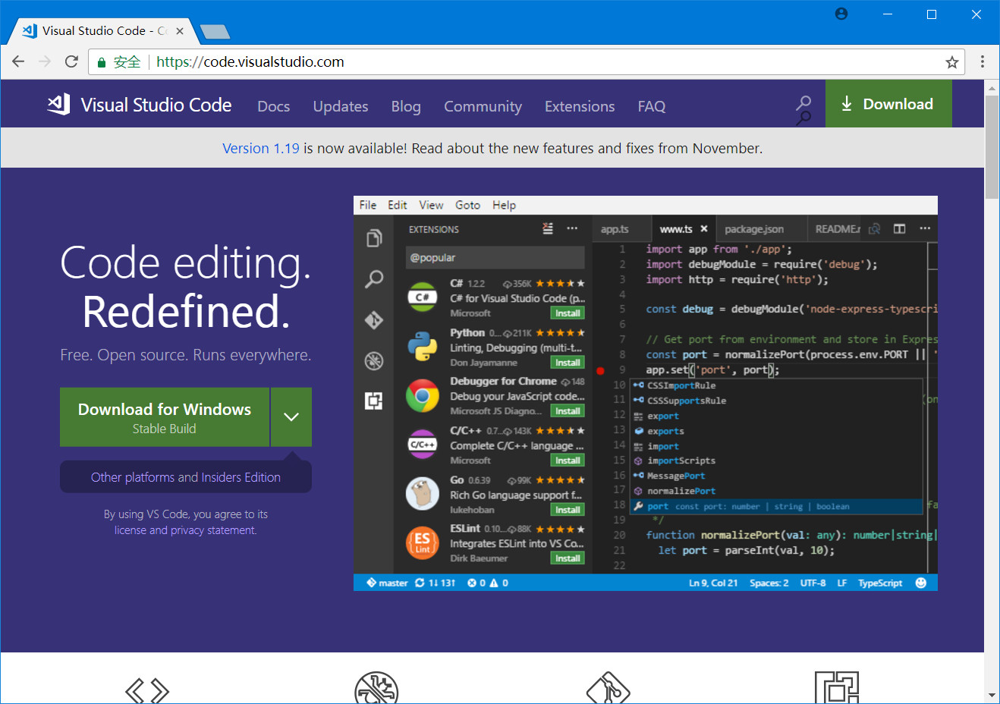 Visual Studio Code - Co
安全 https://code.visualstudio.com
Visual Studio Code Docs Updates Blog Community Extensions FAQ Download
Version 1.19 is now available! Read about the new features and fixes from November.
Code editing.
Redefined.
Free. Open source. Runs everywhere.
Download for Windows
Stable Build
Other platforms and Insiders Edition
By using VS Code, you agree to its
license and privacy statement.
File Edit View Goto Help
EXTENSIONS
@popular
C# 1.2.2 356K
C# for Visual Studio Code (p...
Microsoft Install
Python 0... 211K
Linting, Debugging (multi-t...
Don Jayamanne Install
Debugger for Chrome 148
Debug your JavaScript code...
Microsoft JS Diagno... Install
C/C++ 0.7... 143K
C/C++
Complete C/C++ language ...
Microsoft Install
Go 0.6.39 99K
Rich Go language support f...
lukehoban Install
ESLint 0.10... 88K
ES
Lint
Integrates ESLint into VS Co...
Dirk Baeumer Install
app.ts www.ts package.json README.r
1 import app from './app';
2 import debugModule = require('debug');
3 import http = require('http');
4
5 const debug = debugModule('node-express-typescri
6
7 // Get port from environment and store in Expres
8 const port = normalizePort(process.env.PORT || '
9 app.set('port', port);
10 CSSImportRule
11 CSSSupportsRule (on
12 export
13 exports
14 import
15 importScripts
16 MessagePort
17 normalizePort
18 port const port: number | string | boolean fa
19 */
20 function normalizePort(val: any): number|string|
21 let port = parseInt(val, 10);
22
master 1↓ 13↑ 0 0 Ln 9, Col 21 Spaces: 2 UTF-8 LF TypeScript